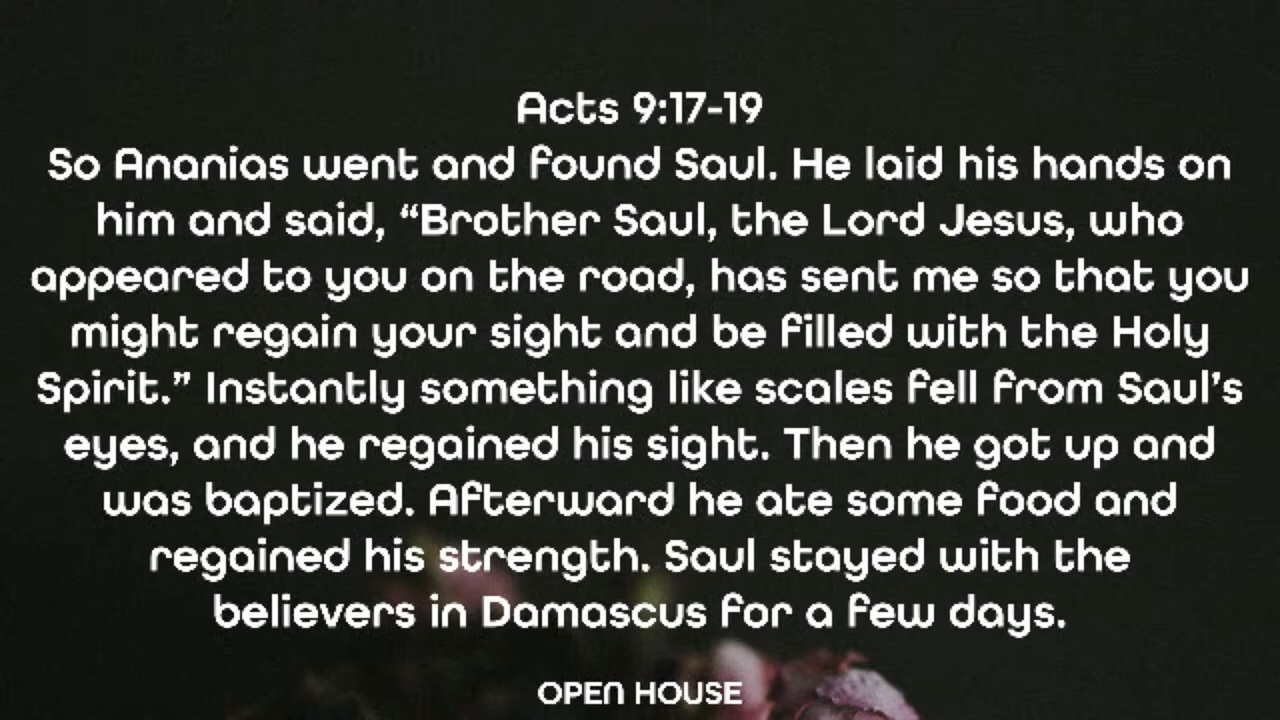 Acts 9:17-19
So Ananias went and found Saul. He laid his hands on
him and said, “Brother Saul, the Lord Jesus, who
appeared to you on the road, has sent me so that you
might regain your sight and be filled with the Holy
Spirit.” Instantly something like scales fell from Saul’s
eyes, and he regained his sight. Then he got up and
was baptized. Afterward he ate some food and
regained his strength. Saul stayed with the
believers in Damascus for a few days.
OPEN HOUSE